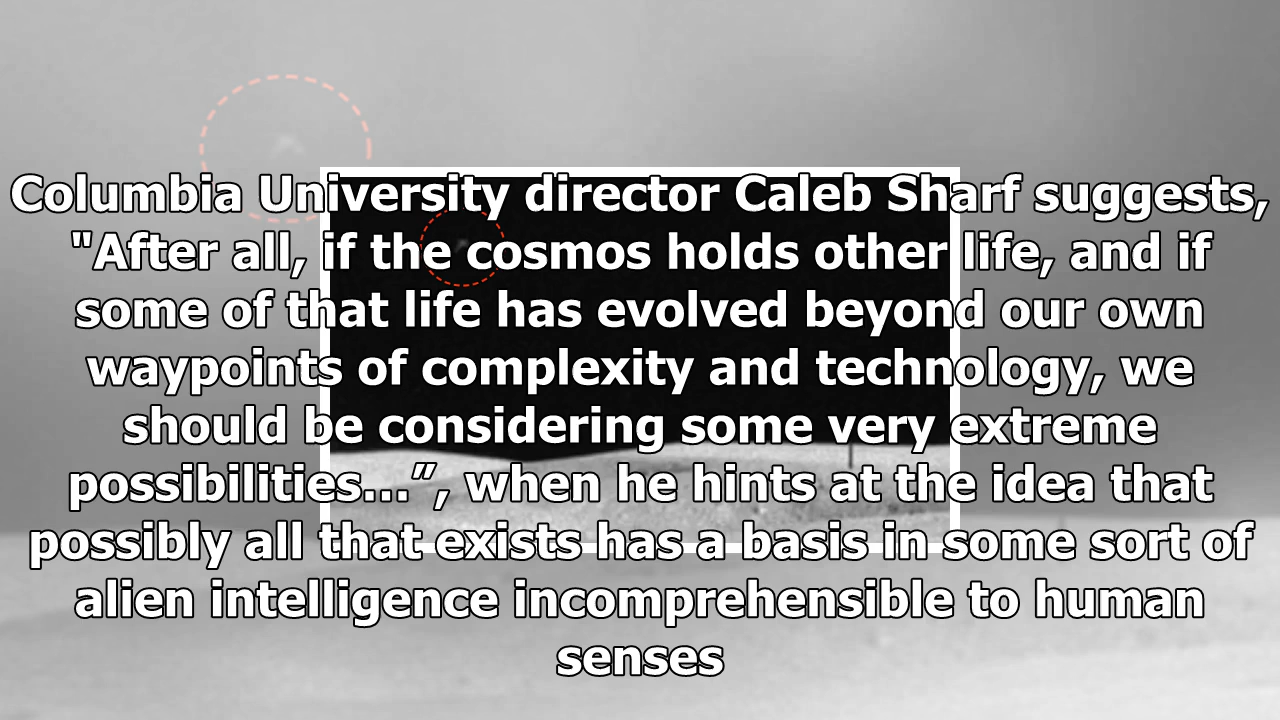 Columbia University director Caleb Sharf suggests,
"After all, if the cosmos holds other life, and if
some of that life has evolved beyond our own
waypoints of complexity and technology, we
should be considering some very extreme
possibilities...”, when he hints at the idea that
possibly all that exists has a basis in some sort of
alien intelligence incomprehensible to human
senses